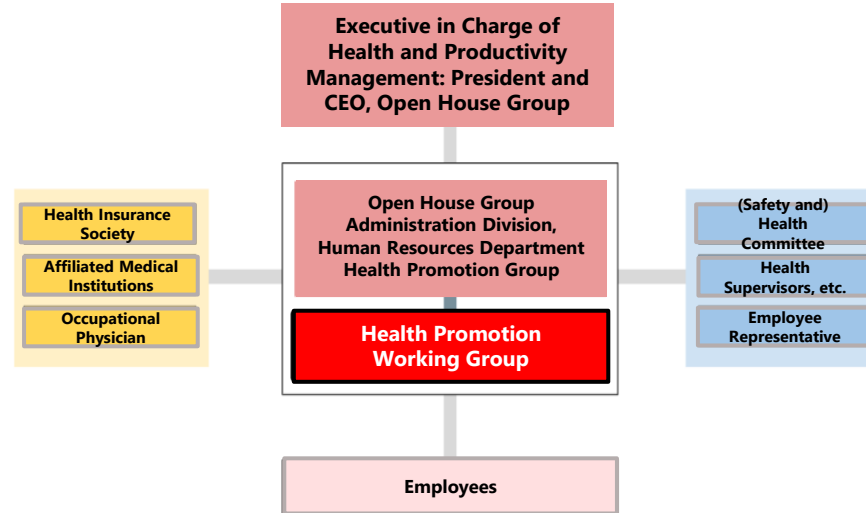 Executive in Charge of
Health and Productivity
Management: President and
CEO, Open House Group
Health Insurance
Society
Affiliated Medical
Institutions
Occupational
Physician
Open House Group
Administration Division,
Human Resources Department
Health Promotion Group
Health Promotion
Working Group
(Safety and)
Health
Committee
Health
Supervisors, etc.
Employee
Representative
Employees